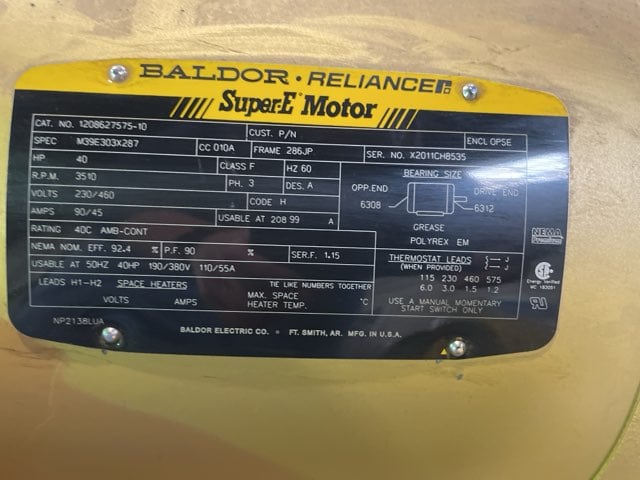 BALDOR · RELIANCE
Super-E Motor
CAT. NO. 1208627575-10 CUST. P/N
SPEC M39E303X287 CC 010A FRAME 286JP ENCL OPSE
HP 40 CLASS F HZ 60 SER. NO. X2011CH8535
R.P.M. 3510 PH. 3 DES. A BEARING SIZE
VOLTS 230/460 CODE H OPP.END DRIVE END
AMPS 90/45 USABLE AT 208 99 A 6308 6312
RATING 40C AMB-CONT GREASE
NEMA NOM. EFF. 92.4 % P.F. 90 % SER.F. 1.15 POLYREX EM
USABLE AT 50HZ 40HP 190/380V 110/55A THERMOSTAT LEADS J
(WHEN PROVIDED) J
LEADS H1-H2 SPACE HEATERS TIE LIKE NUMBERS TOGETHER 115 230 460 575
6.0 3.0 1.5 1.2
VOLTS AMPS MAX. SPACE HEATER TEMP. °C
USE A MANUAL MOMENTARY
START SWITCH ONLY
NEMA
Premium
Energy Verified
NP2138LUA
BALDOR ELECTRIC CO. • FT. SMITH, AR. MFG. IN U.S.A.